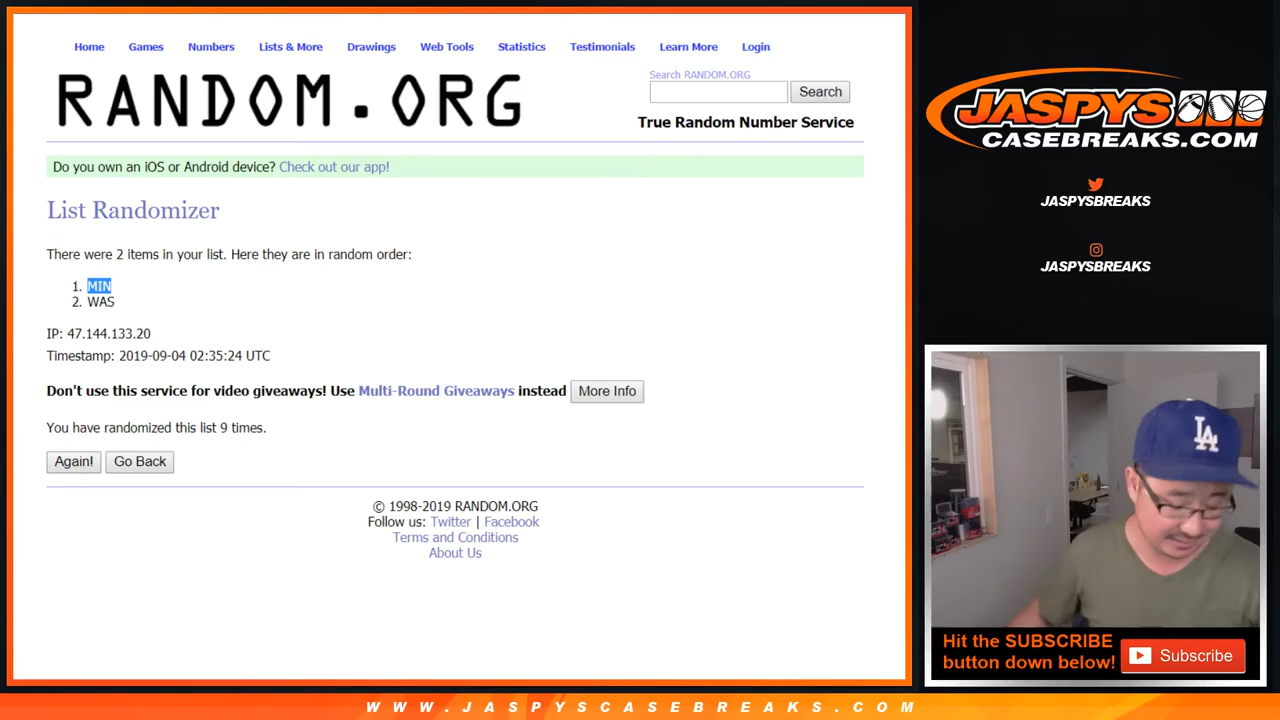 Home Games Numbers Lists & More Drawings Web Tools Statistics Testimonials Learn More Login
RANDOM.ORG
Search RANDOM.ORG
Search
True Random Number Service
Do you own an iOS or Android device? Check out our app!
List Randomizer
There were 2 items in your list. Here they are in random order:
1. MIN
2. WAS
IP: 47.144.133.20
Timestamp: 2019-09-04 02:35:24 UTC
Don't use this service for video giveaways! Use Multi-Round Giveaways instead More Info
You have randomized this list 9 times.
Again! Go Back
© 1998-2019 RANDOM.ORG
Follow us: Twitter | Facebook
Terms and Conditions
About Us
JASPYS
CASEBREAKS.COM
JASPYSBREAKS
JASPYSBREAKS
LA
Hit the SUBSCRIBE
button down below!
Subscribe
WWW.JASPYSCASEBREAKS.COM